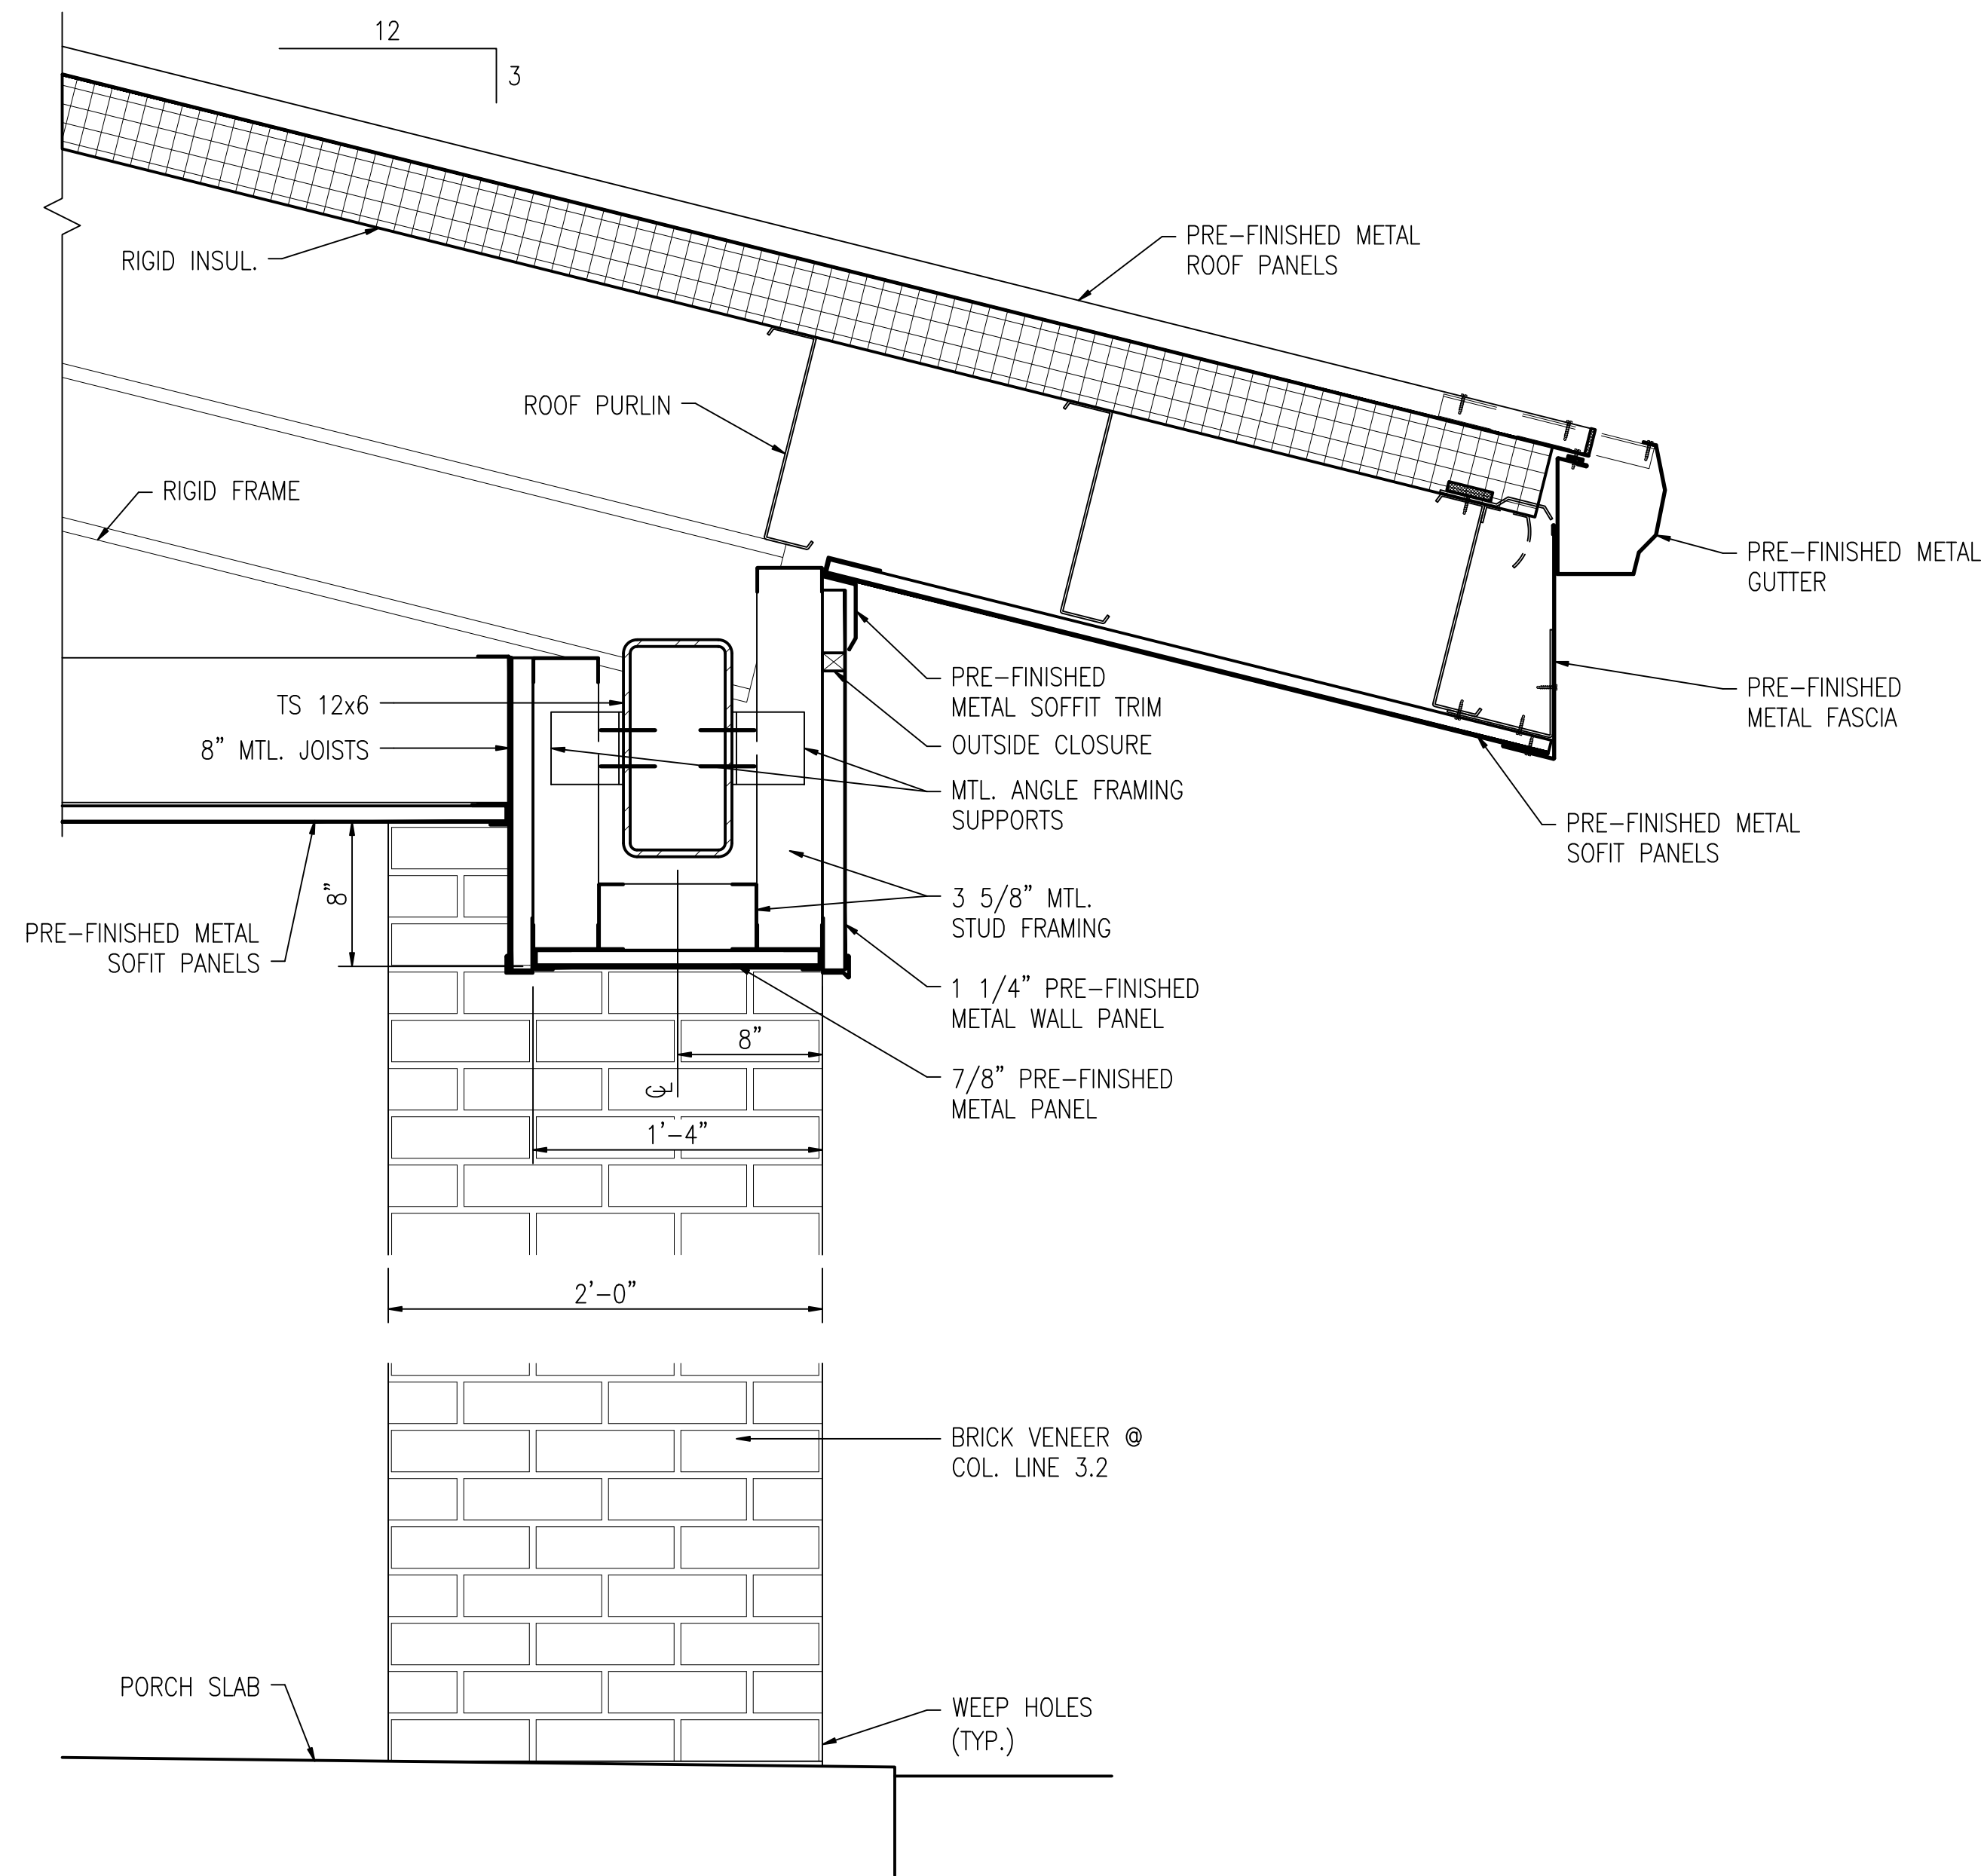 12
3
RIGID INSUL.
PRE-FINISHED METAL
ROOF PANELS
ROOF PURLIN
RIGID FRAME
PRE-FINISHED METAL
GUTTER
PRE-FINISHED
METAL SOFFIT TRIM
PRE-FINISHED
METAL FASCIA
TS 12x6
8" MTL. JOISTS
OUTSIDE CLOSURE
MTL. ANGLE FRAMING
SUPPORTS
PRE-FINISHED METAL
SOFIT PANELS
8"
3 5/8" MTL.
STUD FRAMING
PRE-FINISHED METAL
SOFIT PANELS
1 1/4" PRE-FINISHED
METAL WALL PANEL
8"
CL
7/8" PRE-FINISHED
METAL PANEL
1'-4"
2'-0"
BRICK VENEER @
COL. LINE 3.2
PORCH SLAB
WEEP HOLES
(TYP.)